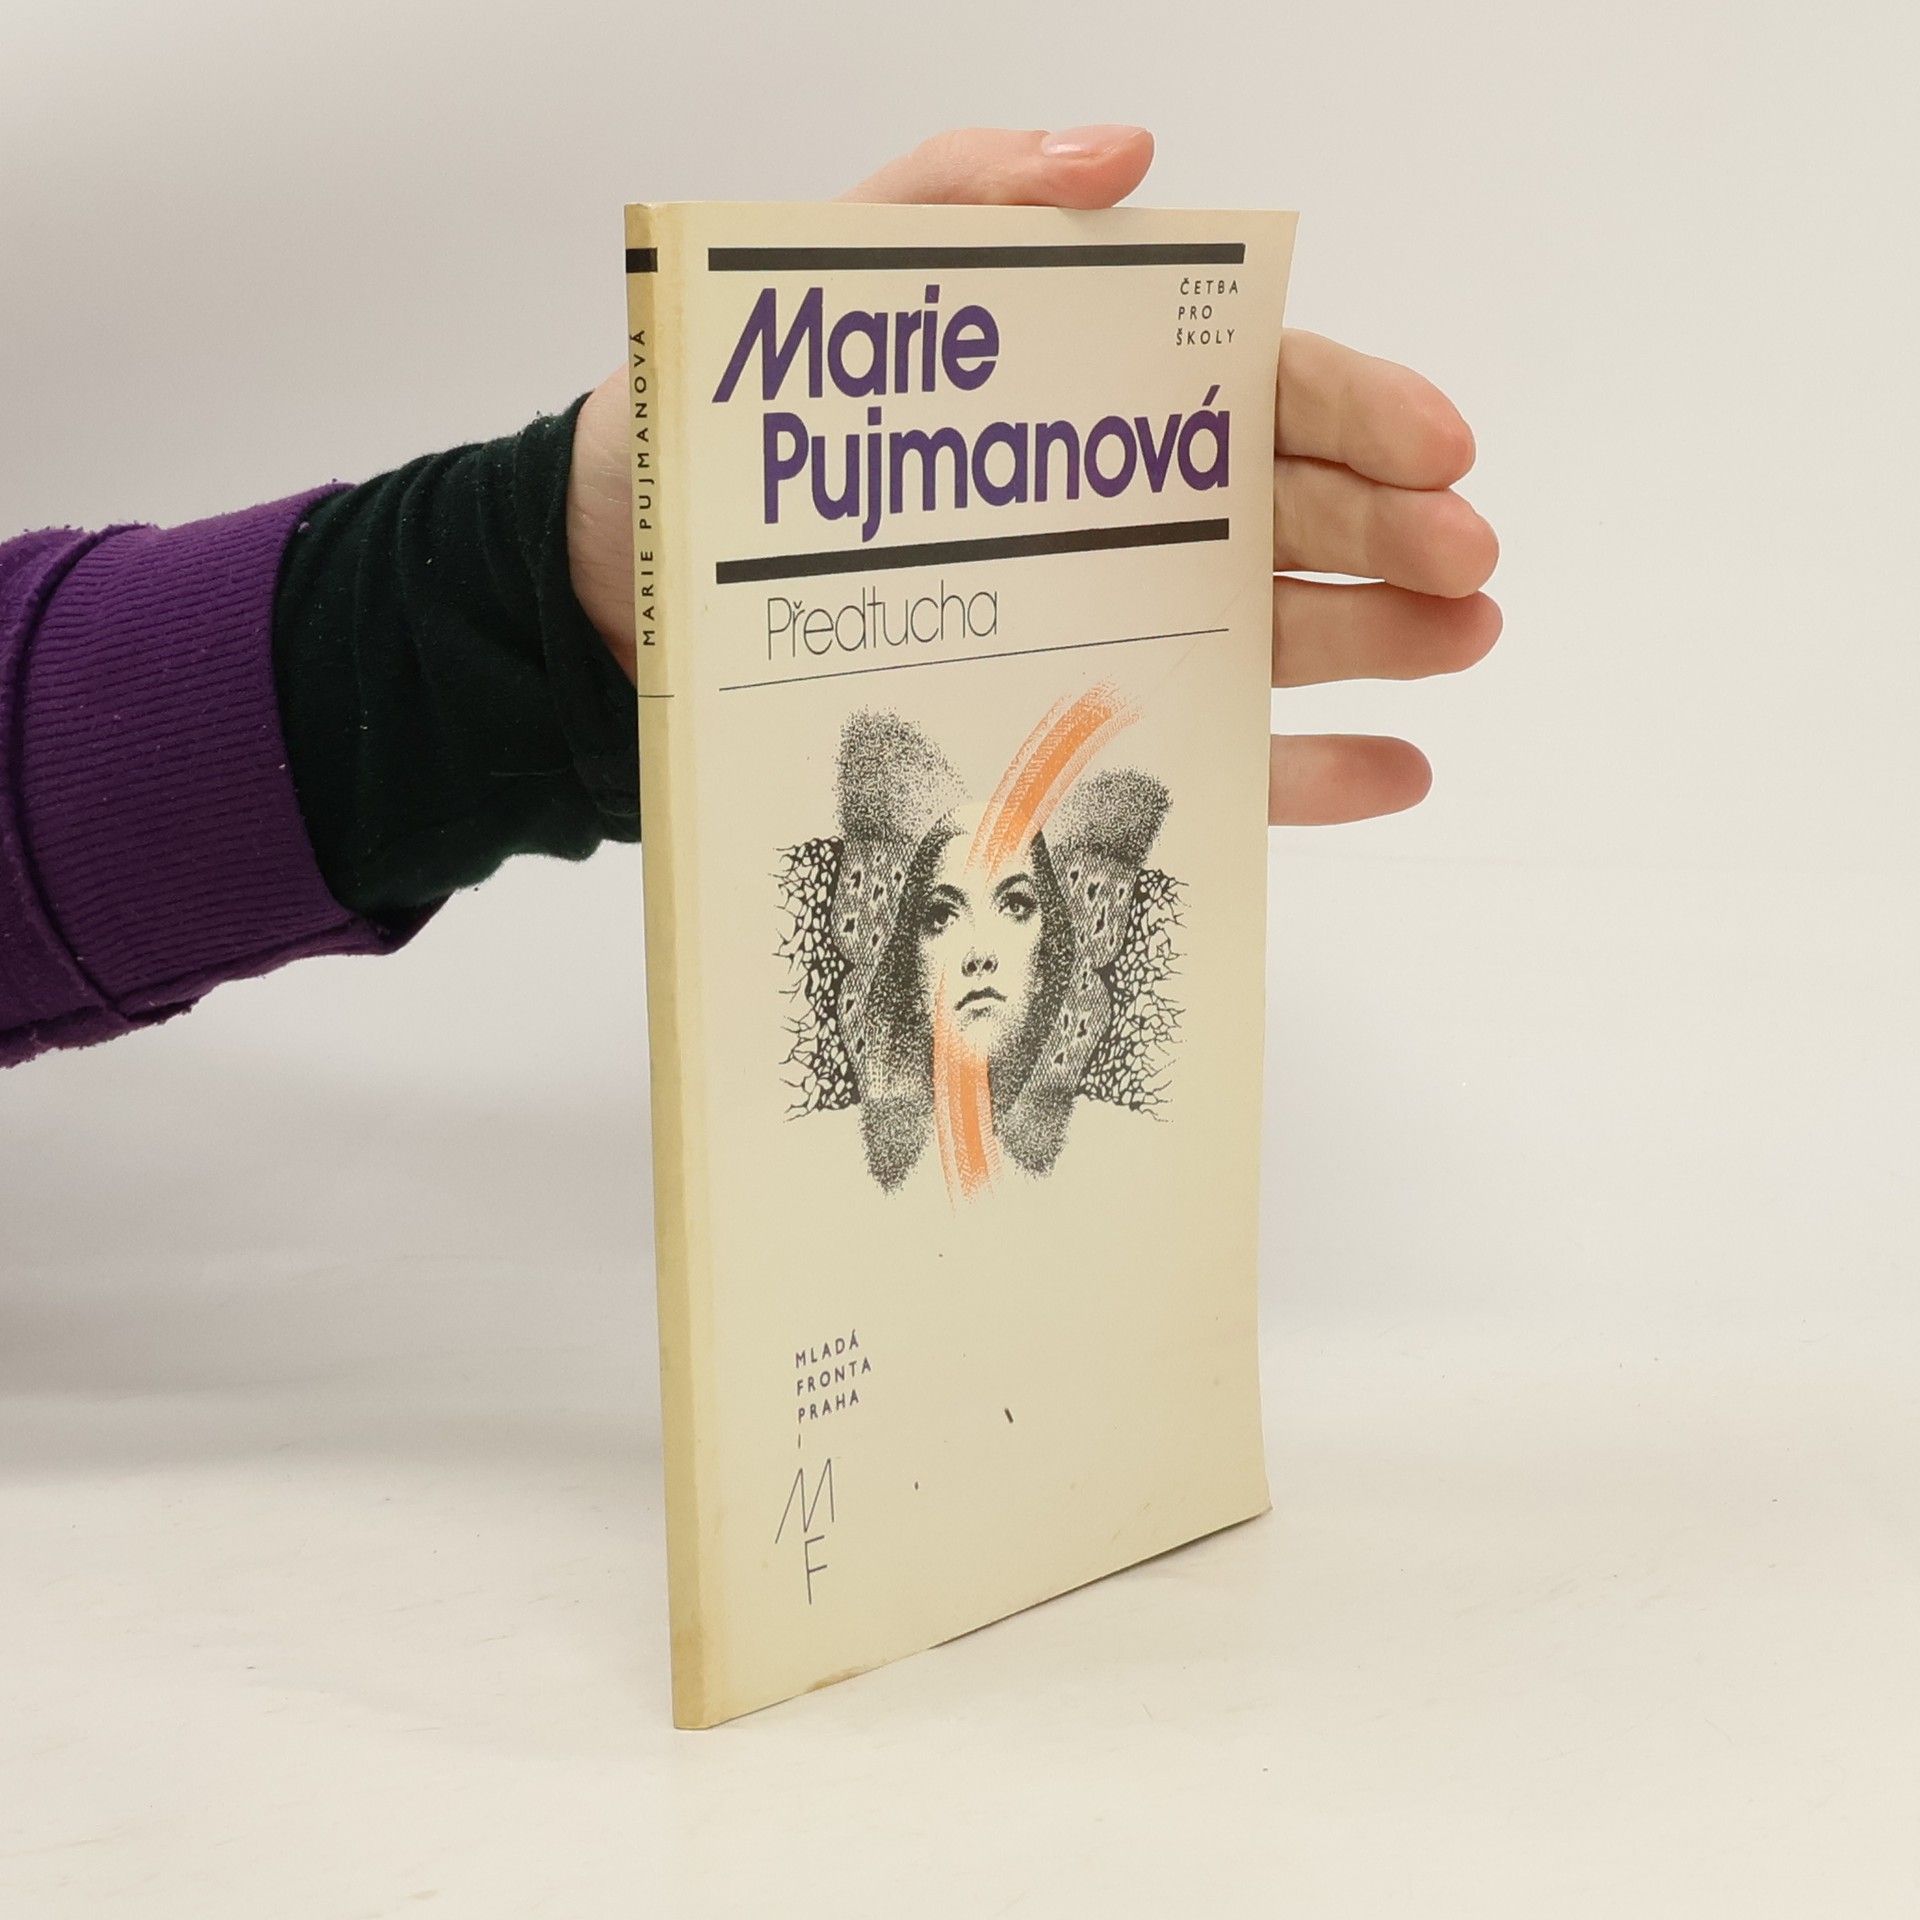 MARIE PUJMANOVÁ
ČETBA
PRO
ŠKOLY
Marie
Pujmanová
Předtucha
MLADÁ
FRONTA
PRAHA
MF